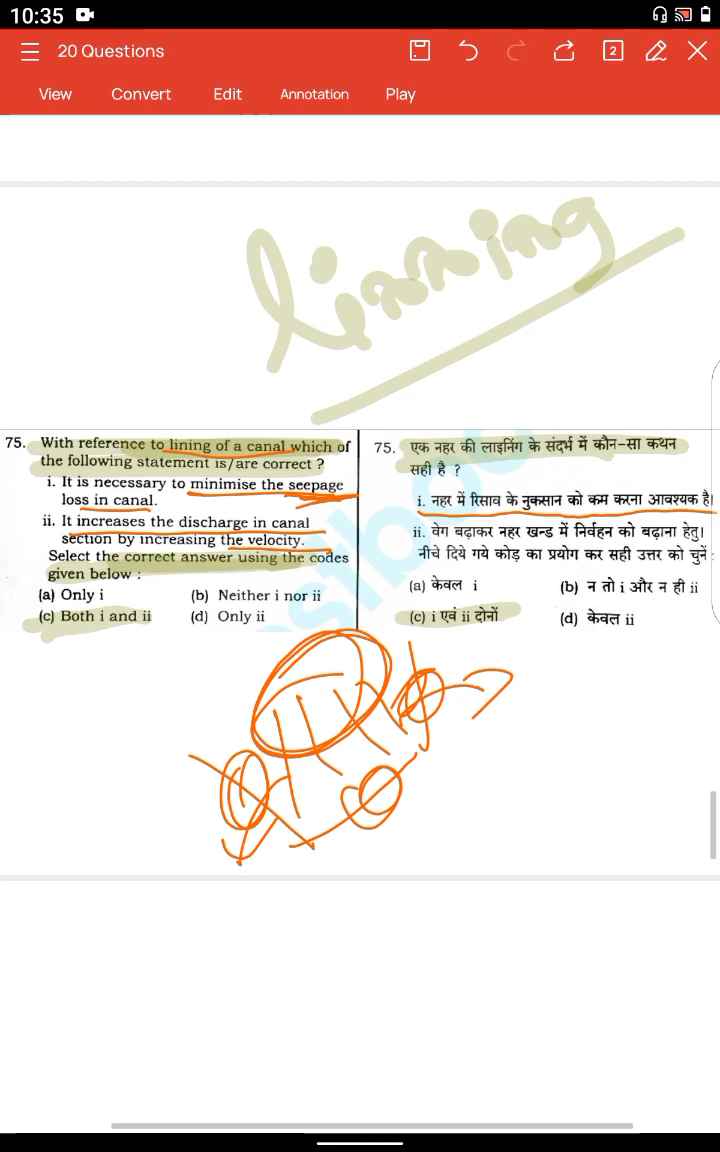 10:35
20 Questions
2
View Convert Edit Annotation Play
linning
75. With reference to lining of a canal which of
the following statement is/are correct ?
i. It is necessary to minimise the seepage
loss in canal.
ii. It increases the discharge in canal
section by increasing the velocity.
Select the correct answer using the codes
given below :
(a) Only i (b) Neither i nor ii
(c) Both i and ii (d) Only ii
75. एक नहर की लाइनिंग के संदर्भ में कौन-सा कथन
सही है ?
i. नहर में रिसाव के नुकसान को कम करना आवश्यक है।
ii. वेग बढ़ाकर नहर खन्ड में निर्वहन को बढ़ाना हेतु।
नीचे दिये गये कोड़ का प्रयोग कर सही उत्तर को चुनें :
(a) केवल i (b) न तो i और न ही ii
(c) i एवं ii दोनों (d) केवल ii